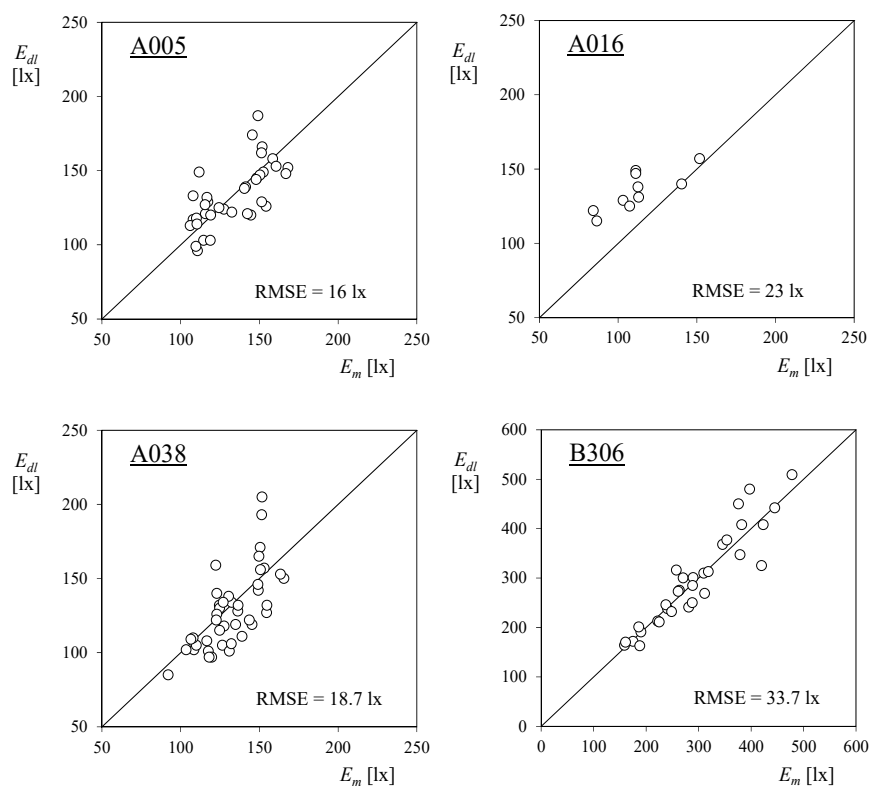 A005
E_dl
[lx]
250
200
150
100
50
RMSE = 16 lx
50 100 150 200 250
E_m [lx]
A016
E_dl
[lx]
250
200
150
100
50
RMSE = 23 lx
50 100 150 200 250
E_m [lx]
A038
E_dl
[lx]
250
200
150
100
50
RMSE = 18.7 lx
50 100 150 200 250
E_m [lx]
B306
E_dl
[lx]
600
500
400
300
200
100
0
RMSE = 33.7 lx
0 100 200 300 400 500 600
E_m [lx]